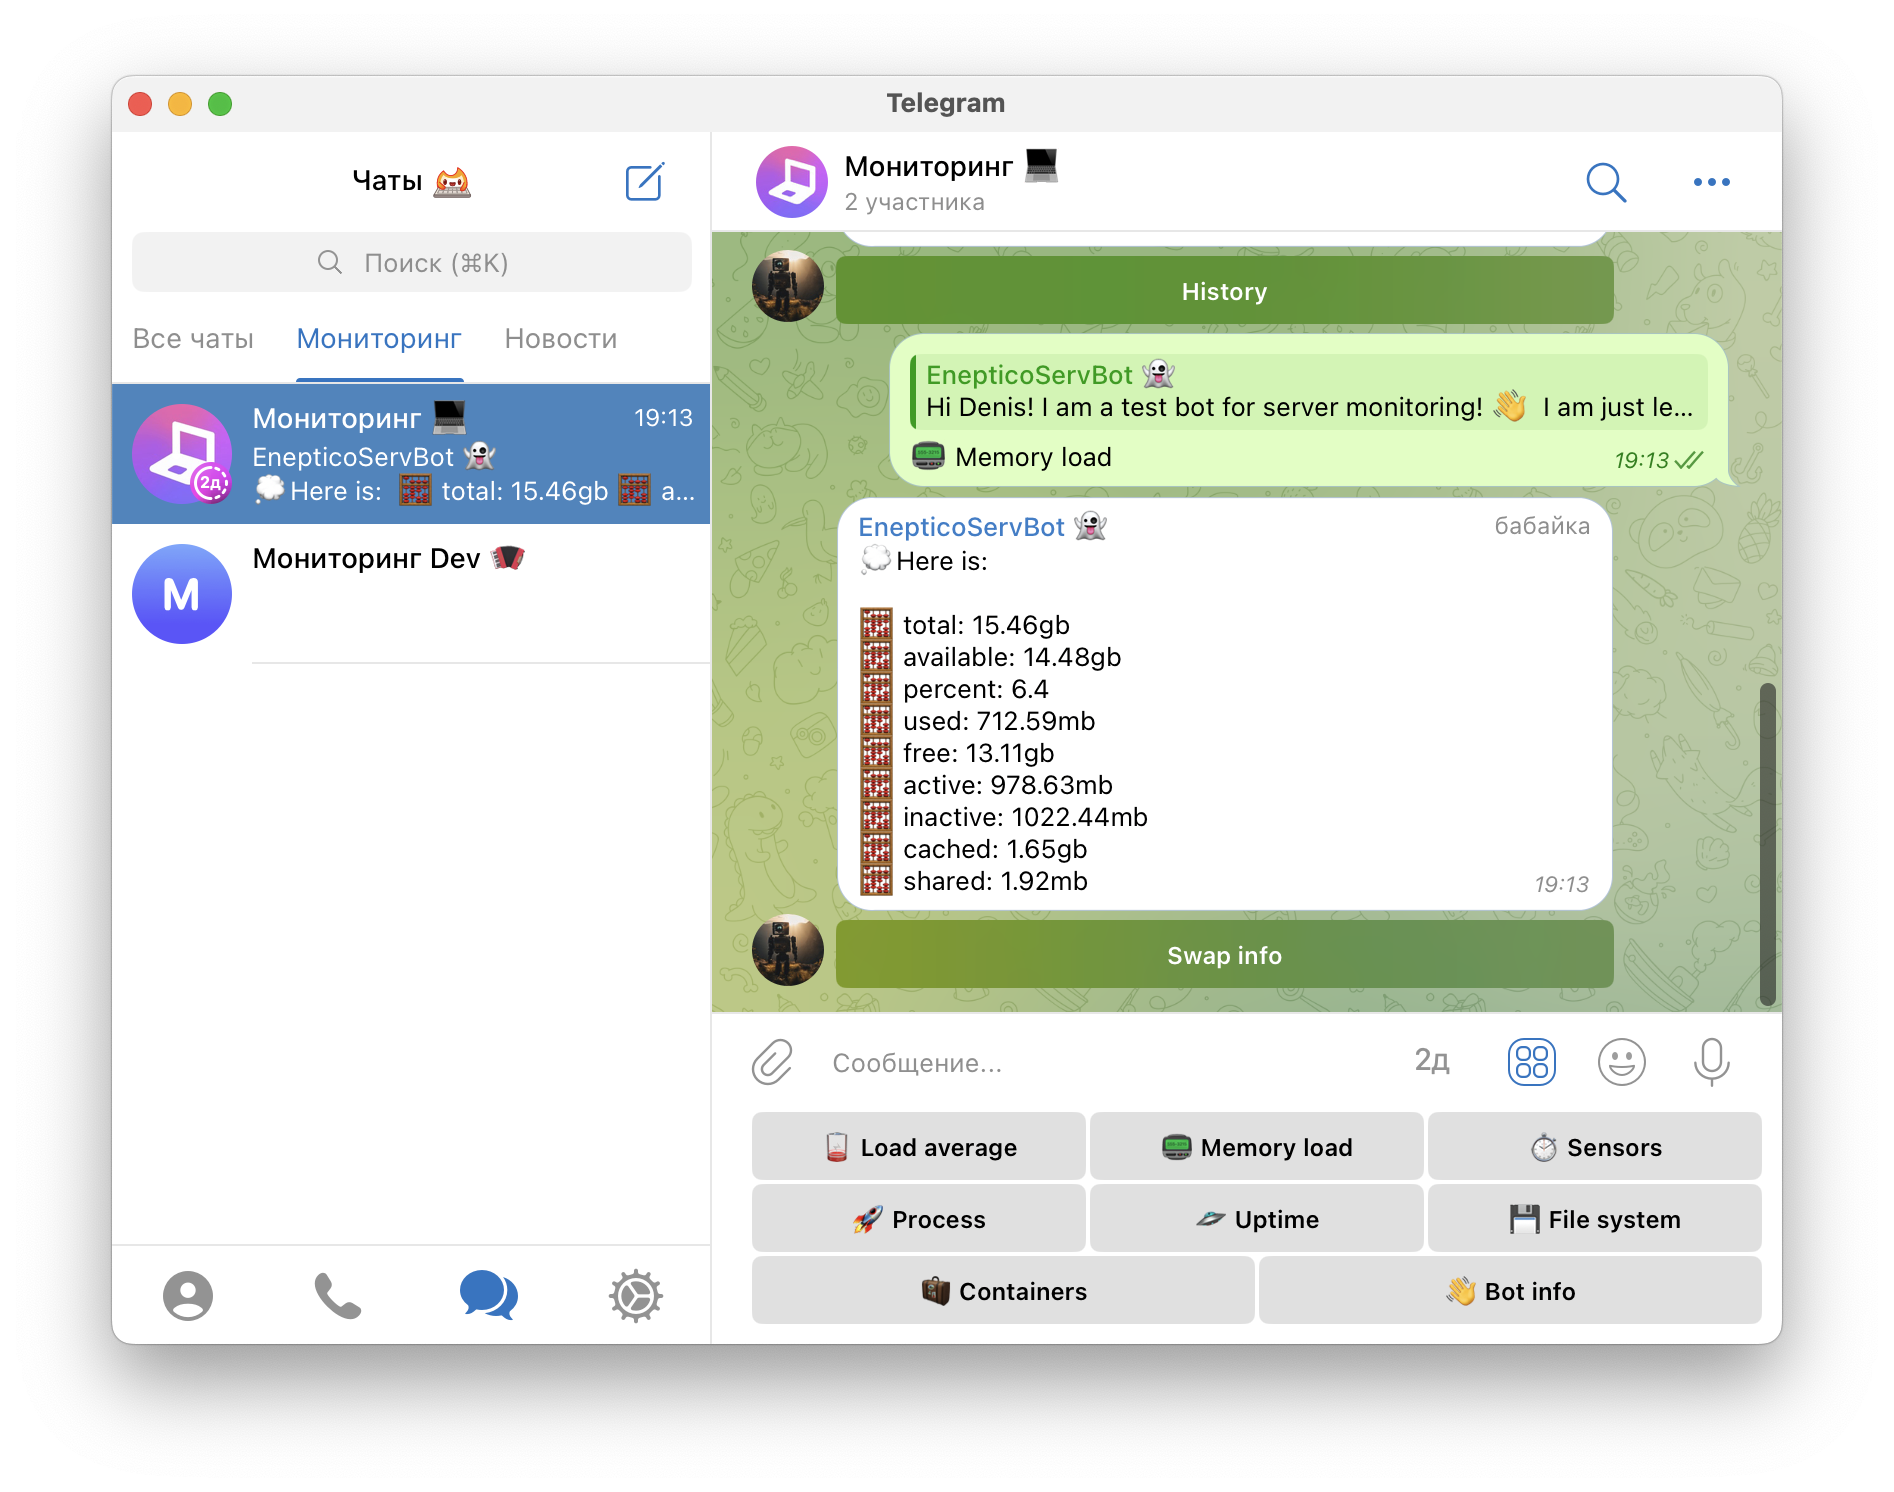 Telegram
Чаты
Поиск (⌘K)
Все чаты Мониторинг Новости
Мониторинг 19:13
EnepticoServBot
Here is: total: 15.46gb a...
2д
Мониторинг Dev
М
Мониторинг
2 участника
History
EnepticoServBot
Hi Denis! I am a test bot for server monitoring! I am just le...
Memory load
19:13
EnepticoServBot бабайка
Here is:
total: 15.46gb
available: 14.48gb
percent: 6.4
used: 712.59mb
free: 13.11gb
active: 978.63mb
inactive: 1022.44mb
cached: 1.65gb
shared: 1.92mb
19:13
Swap info
Сообщение... 2д
Load average Memory load Sensors
Process Uptime File system
Containers Bot info